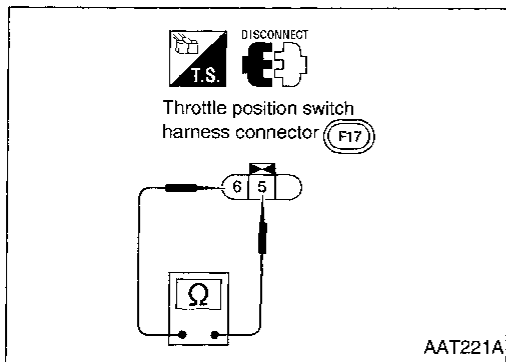 DISCONNECT
T.S.
Throttle position switch
harness connector F17
6 5
Ω
AAT221A